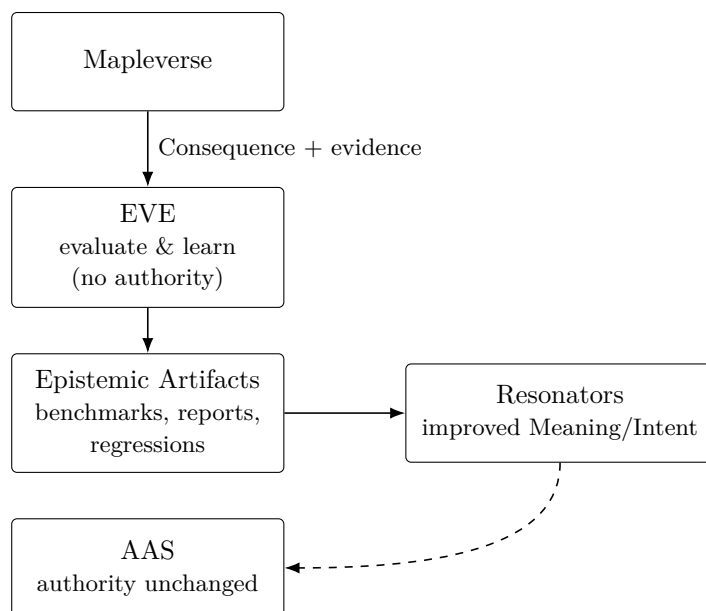 Mapleverse
Consequence + evidence
EVE
evaluate & learn
(no authority)
Epistemic Artifacts
benchmarks, reports,
regressions
Resonators
improved Meaning/Intent
AAS
authority unchanged